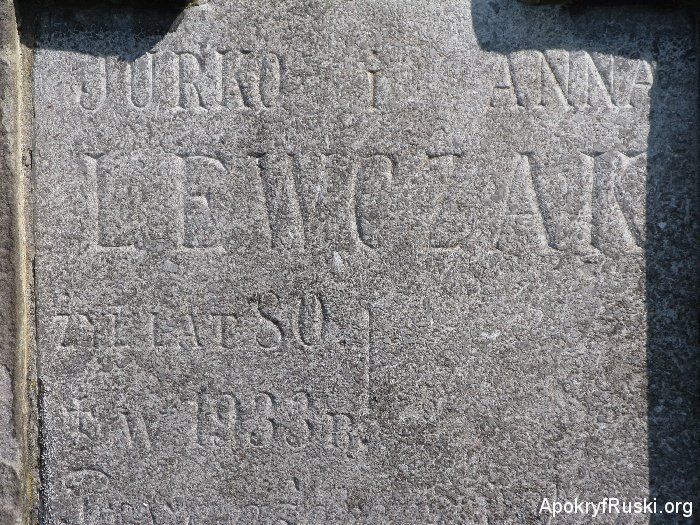 JURKO i ANNA
LEWCZAK
ŻYŁ LAT 80.
† W 1933 R.
ApokryfRuski.org